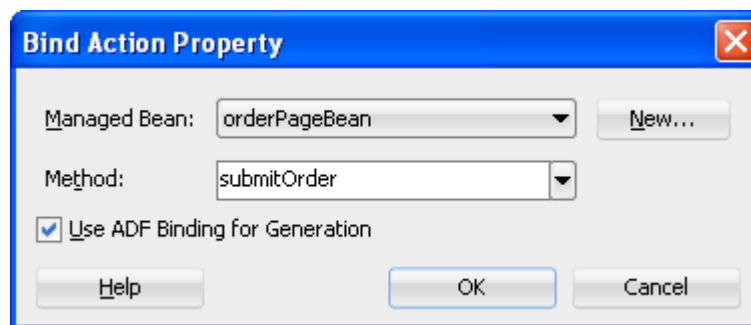 Bind Action Property
Managed Bean: orderPageBean New...
Method: submitOrder
Use ADF Binding for Generation
Help OK Cancel